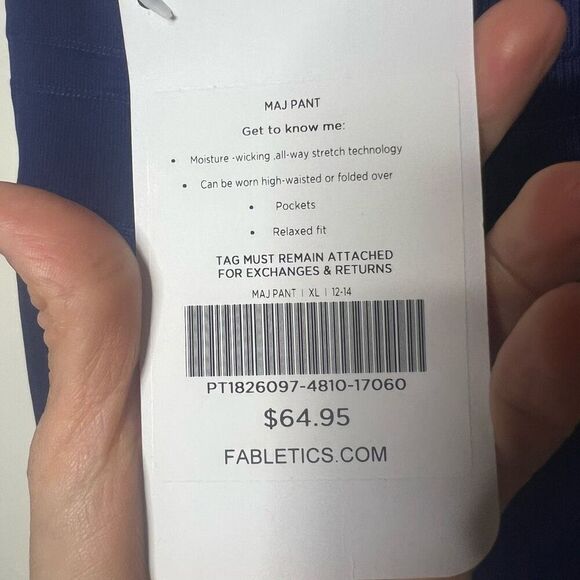 MAJ PANT
Get to know me:
• Moisture -wicking ,all-way stretch technology
• Can be worn high-waisted or folded over
• Pockets
• Relaxed fit
TAG MUST REMAIN ATTACHED
FOR EXCHANGES & RETURNS
MAJ PANT | XL | 12-14
PT1826097-4810-17060
$64.95
FABLETICS.COM